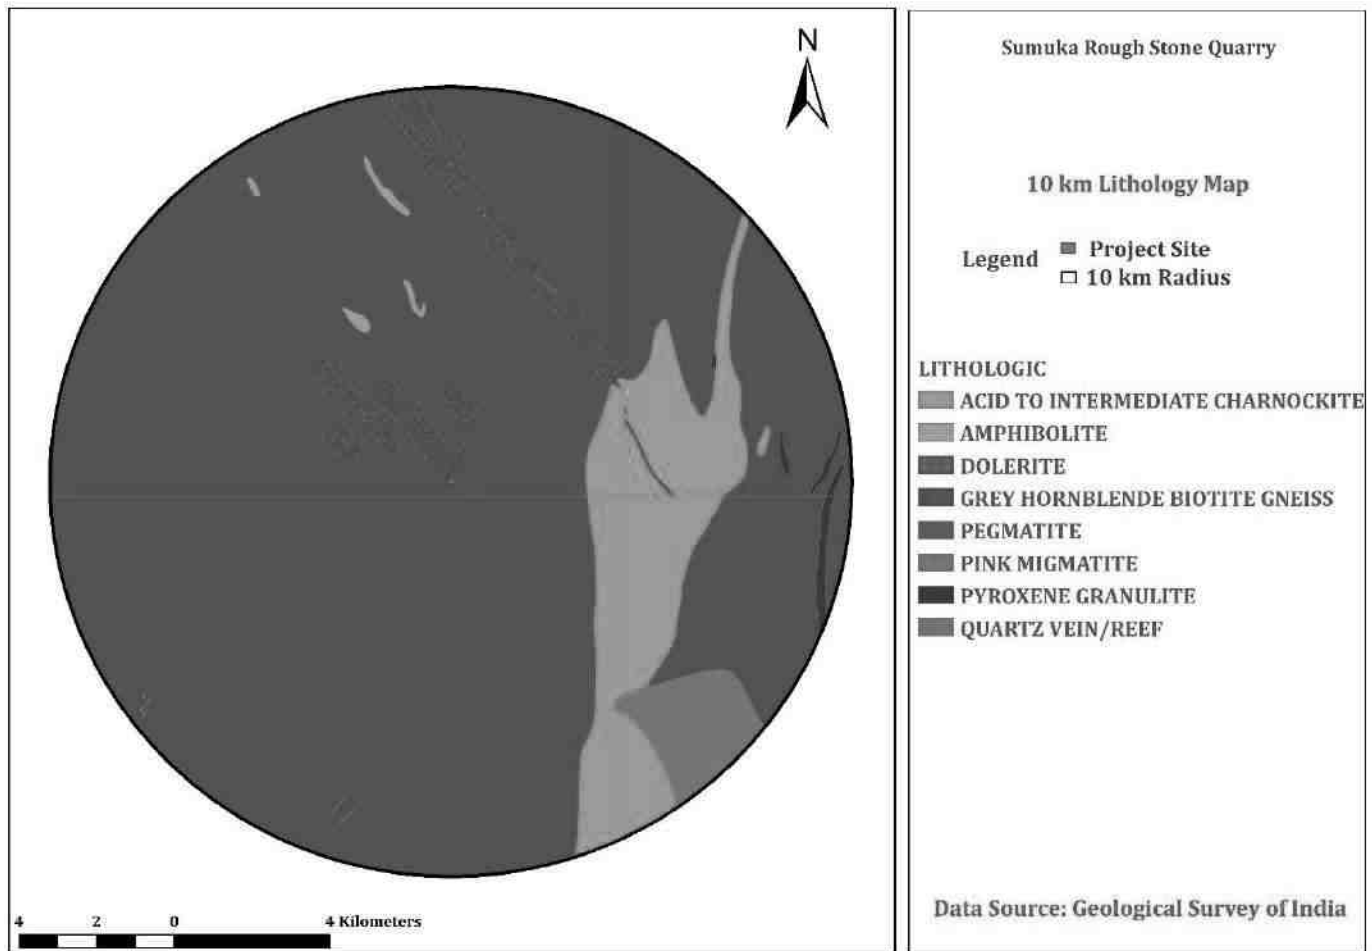 N
4 2 0 4 Kilometers
Sumuka Rough Stone Quarry
10 km Lithology Map
Legend
Project Site
10 km Radius
LITHOLOGIC
ACID TO INTERMEDIATE CHARNOCKITE
AMPHIBOLITE
DOLERITE
GREY HORNBLENDE BIOTITE GNEISS
PEGMATITE
PINK MIGMATITE
PYROXENE GRANULITE
QUARTZ VEIN/REEF
Data Source: Geological Survey of India